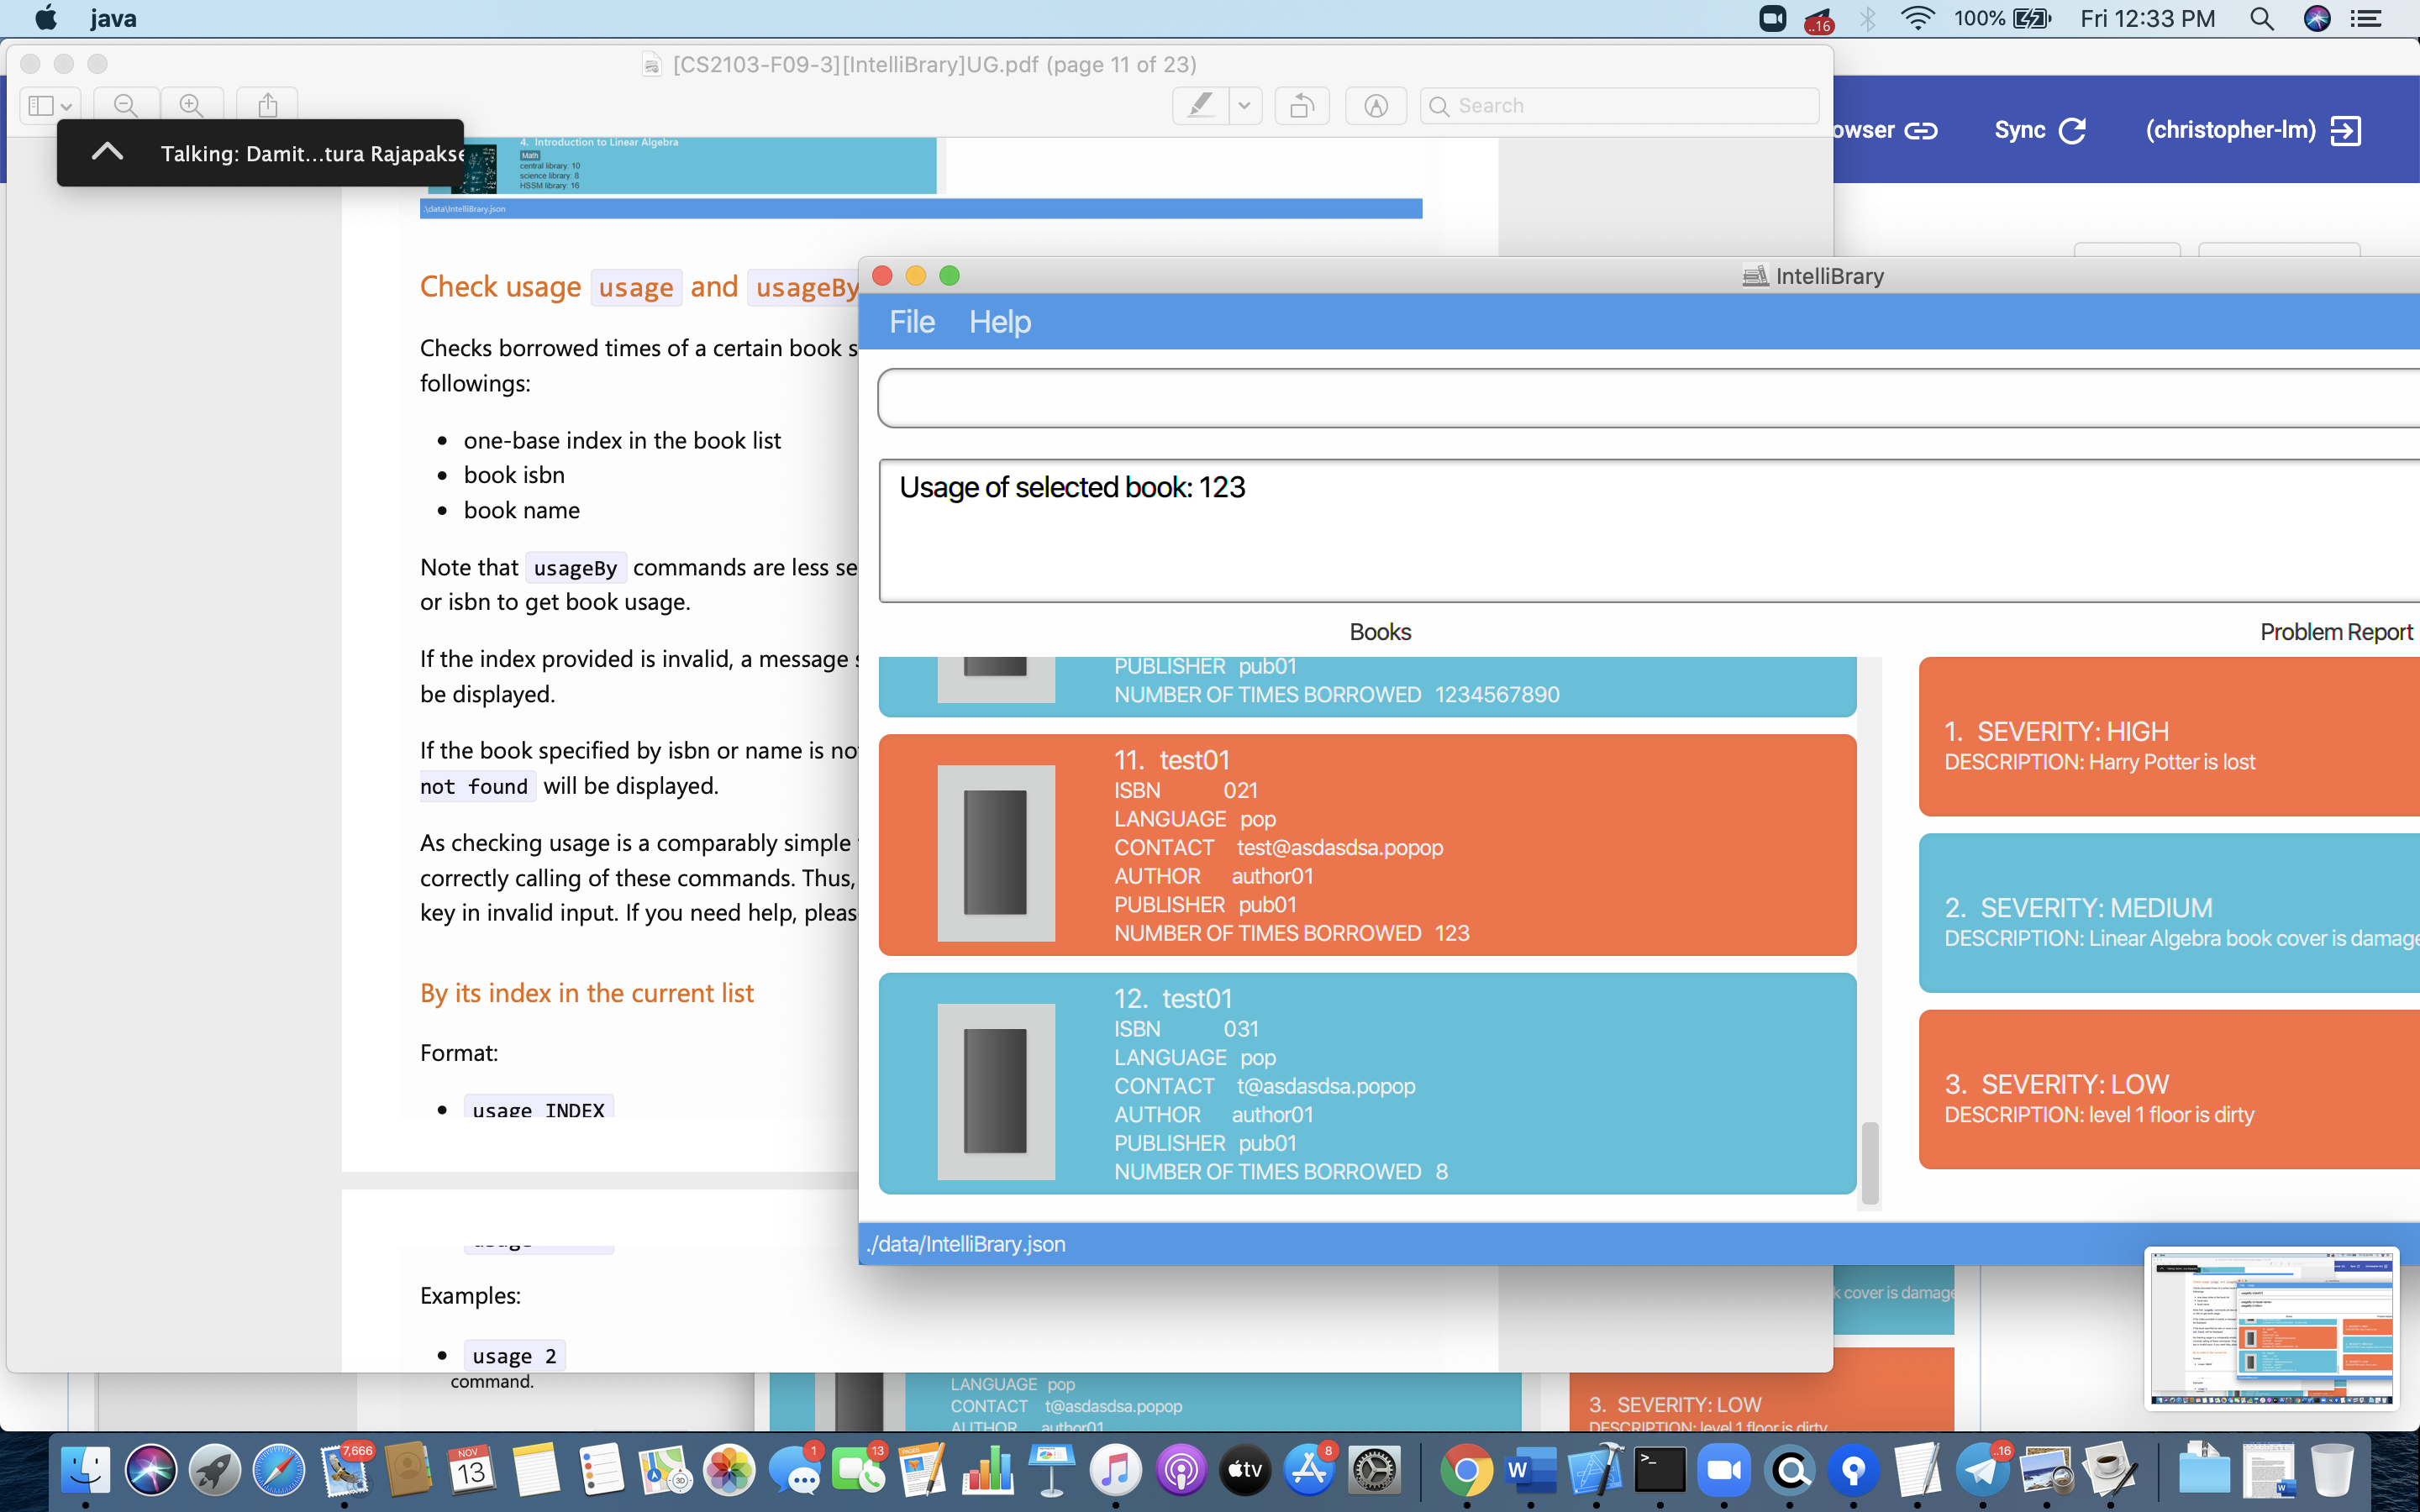 java
..16
100%
Fri 12:33 PM
[CS2103-F09-3][IntelliBrary]UG.pdf (page 11 of 23)
Search
Talking: Damit...tura Rajapakse
owser
Sync
(christopher-lm)
4. Introduction to Linear Algebra
Math
central library: 10
science library: 8
HSSM library: 16
.\data\IntelliBrary.json
Check usage usage and usageBy
Checks borrowed times of a certain book s
followings:
one-base index in the book list
book isbn
book name
Note that usageBy commands are less se
or isbn to get book usage.
If the index provided is invalid, a message s
be displayed.
If the book specified by isbn or name is no
not found will be displayed.
As checking usage is a comparably simple
correctly calling of these commands. Thus,
key in invalid input. If you need help, pleas
By its index in the current list
Format:
usage INDEX
Examples:
usage 2
command.
IntelliBrary
File Help
Usage of selected book: 123
Books
Problem Report
PUBLISHER pub01
NUMBER OF TIMES BORROWED 1234567890
11. test01
ISBN 021
LANGUAGE pop
CONTACT test@asdasdsa.popop
AUTHOR author01
PUBLISHER pub01
NUMBER OF TIMES BORROWED 123
12. test01
ISBN 031
LANGUAGE pop
CONTACT t@asdasdsa.popop
AUTHOR author01
PUBLISHER pub01
NUMBER OF TIMES BORROWED 8
1. SEVERITY: HIGH
DESCRIPTION: Harry Potter is lost
2. SEVERITY: MEDIUM
DESCRIPTION: Linear Algebra book cover is damage
3. SEVERITY: LOW
DESCRIPTION: level 1 floor is dirty
./data/IntelliBrary.json
k cover is damage
LANGUAGE pop
CONTACT t@asdasdsa.popop
AUTHOR author01
3. SEVERITY: LOW
DESCRIPTION: level 1 floor is dirty
7,666
NOV
13
3D
1
13
PAGES
tv
8
W
>_
..16
W